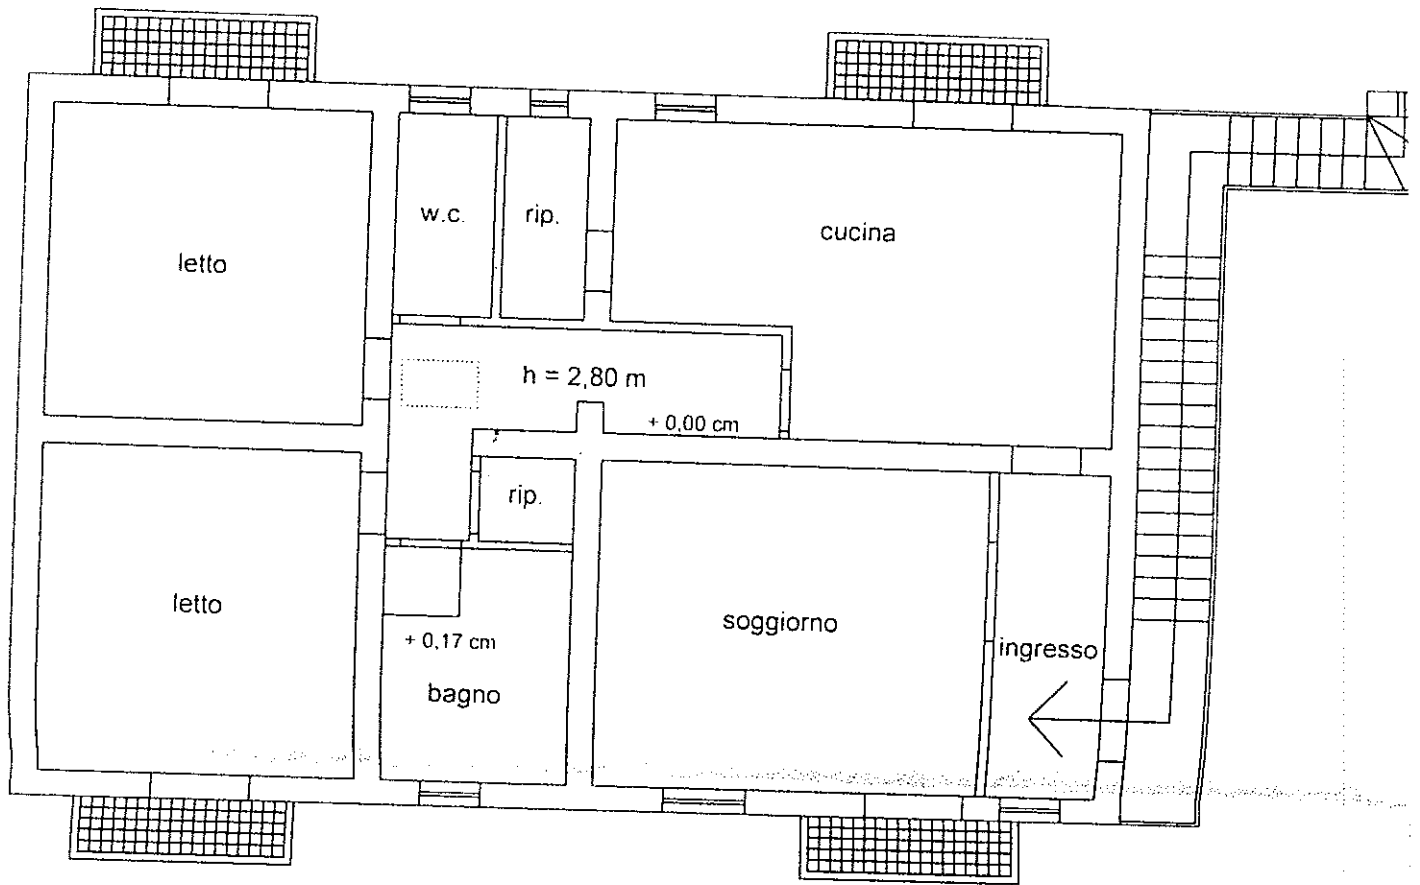 w.c.
rip.
cucina
letto
h = 2,80 m
+ 0,00 cm
rip.
letto
soggiorno
+ 0,17 cm
ingresso
bagno